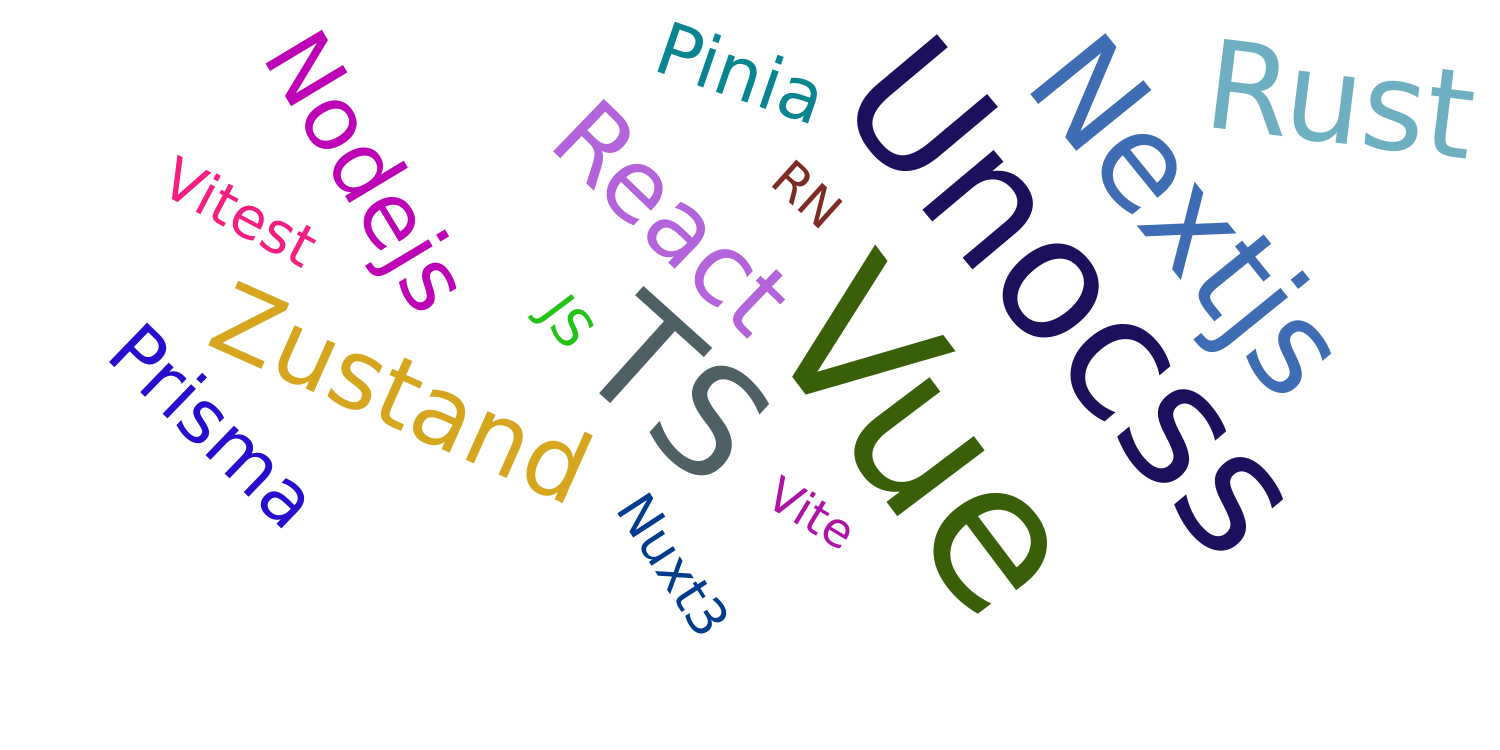 Nodejs
Pinia
Unocss
Nextjs
Rust
Vitest
React
RN
Zustand
Js
TS
Vue
Prisma
Nuxt3
Vite